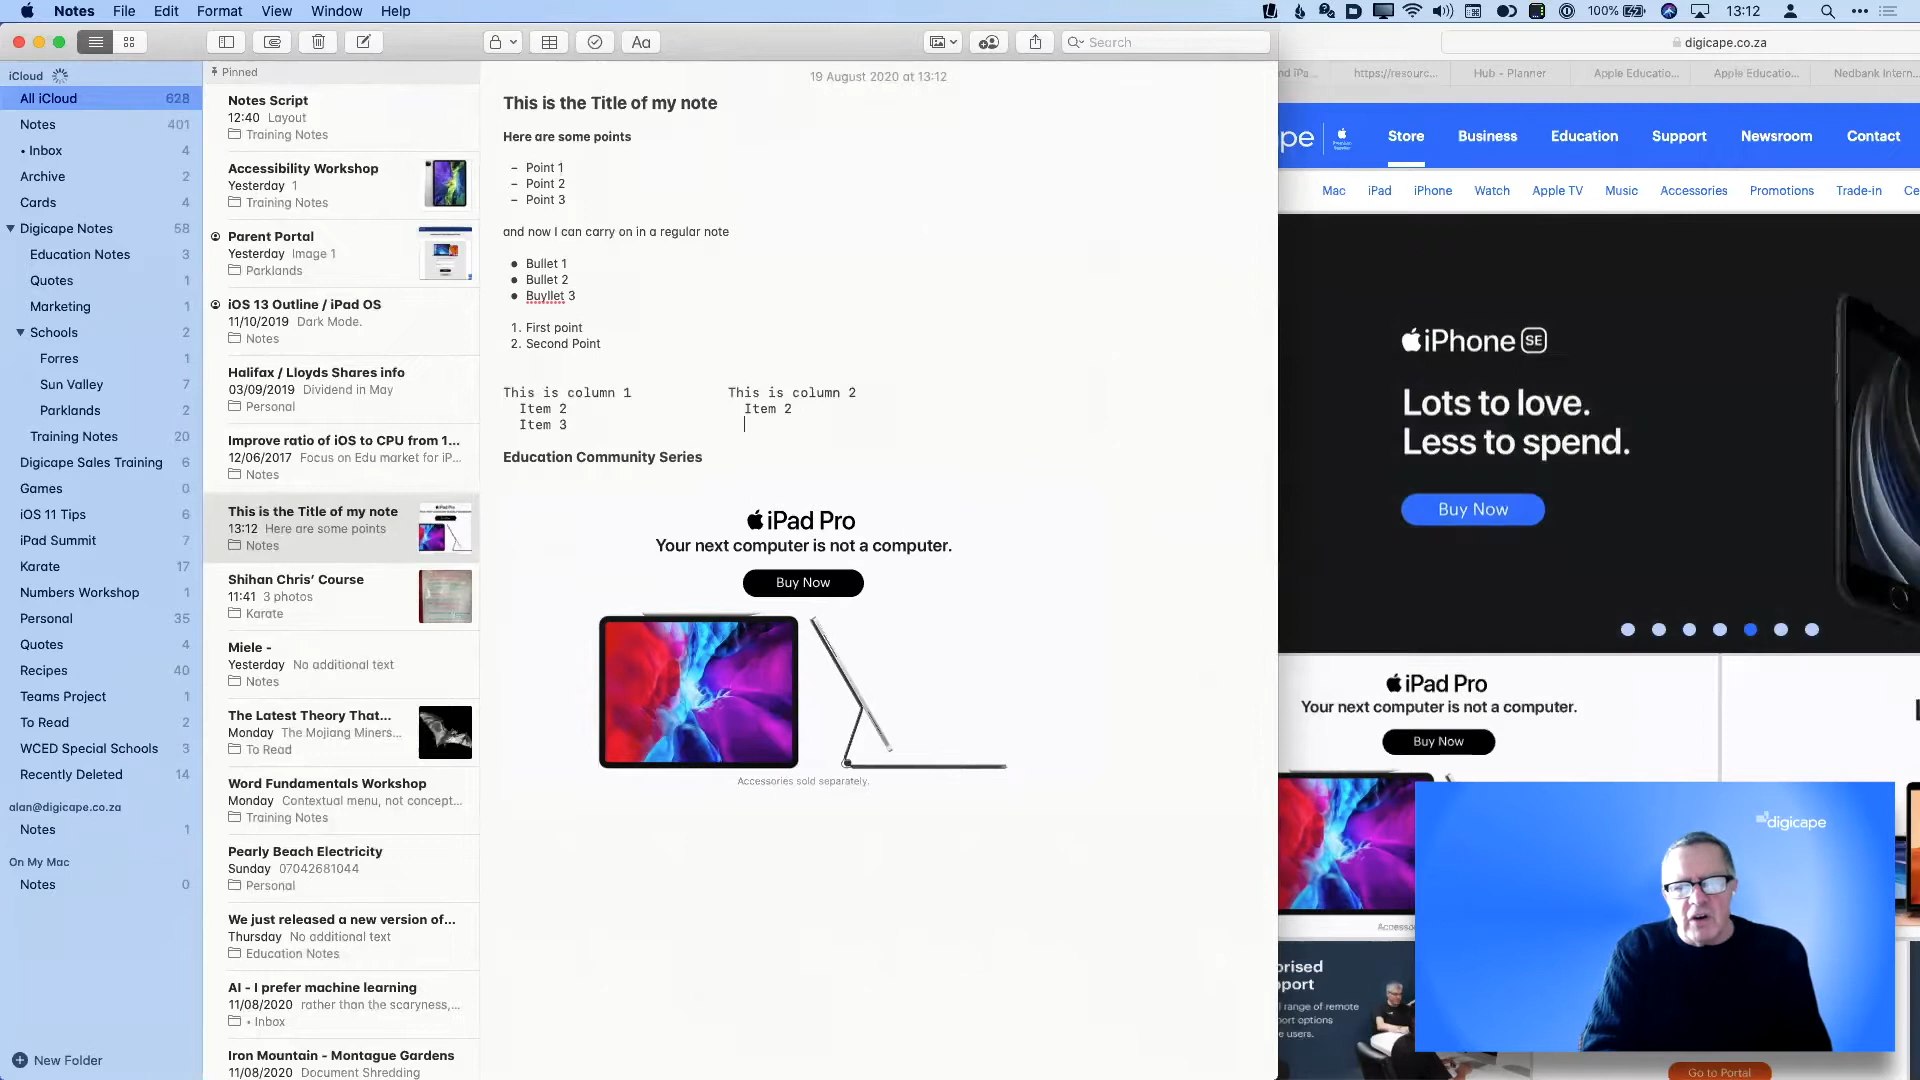 Notes File Edit Format View Window Help
100% 13:12
Aa
Search
digicape.co.za
iCloud
All iCloud 628
Notes 401
• Inbox 4
Archive 2
Cards 4
Digicape Notes 58
Education Notes 3
Quotes 1
Marketing 1
Schools 2
Forres 1
Sun Valley 7
Parklands 2
Training Notes 20
Digicape Sales Training 6
Games 0
iOS 11 Tips 6
iPad Summit 7
Karate 17
Numbers Workshop 1
Personal 35
Quotes 4
Recipes 40
Teams Project 1
To Read 2
WCED Special Schools 3
Recently Deleted 14
alan@digicape.co.za
Notes 1
On My Mac
Notes 0
New Folder
Pinned
Notes Script
12:40 Layout
Training Notes
Accessibility Workshop
Yesterday 1
Training Notes
Parent Portal
Yesterday Image 1
Parklands
iOS 13 Outline / iPad OS
11/10/2019 Dark Mode.
Notes
Halifax / Lloyds Shares info
03/09/2019 Dividend in May
Personal
Improve ratio of iOS to CPU from 1...
12/06/2017 Focus on Edu market for iP...
Notes
This is the Title of my note
13:12 Here are some points
Notes
Shihan Chris’ Course
11:41 3 photos
Karate
Miele -
Yesterday No additional text
Notes
The Latest Theory That...
Monday The Mojiang Miners...
To Read
Word Fundamentals Workshop
Monday Contextual menu, not concept...
Training Notes
Pearly Beach Electricity
Sunday 07042681044
Personal
We just released a new version of...
Thursday No additional text
Education Notes
AI - I prefer machine learning
11/08/2020 rather than the scaryness,...
• Inbox
Iron Mountain - Montague Gardens
11/08/2020 Document Shredding
19 August 2020 at 13:12
This is the Title of my note
Here are some points
– Point 1
– Point 2
– Point 3
and now I can carry on in a regular note
• Bullet 1
• Bullet 2
• Buyllet 3
1. First point
2. Second Point
This is column 1 This is column 2
Item 2 Item 2
Item 3
Education Community Series
iPad Pro
Your next computer is not a computer.
Buy Now
Accessories sold separately.
https://resourc... Hub - Planner Apple Educatio... Apple Educatio... Nedbank Intern...
pe Store Business Education Support Newsroom Contact
Mac iPad iPhone Watch Apple TV Music Accessories Promotions Trade-in Ce
iPhone SE
Lots to love.
Less to spend.
Buy Now
iPad Pro
Your next computer is not a computer.
Buy Now
Accesso
digicape
orised
port
l range of remote
ort options
e users.
Go to Portal